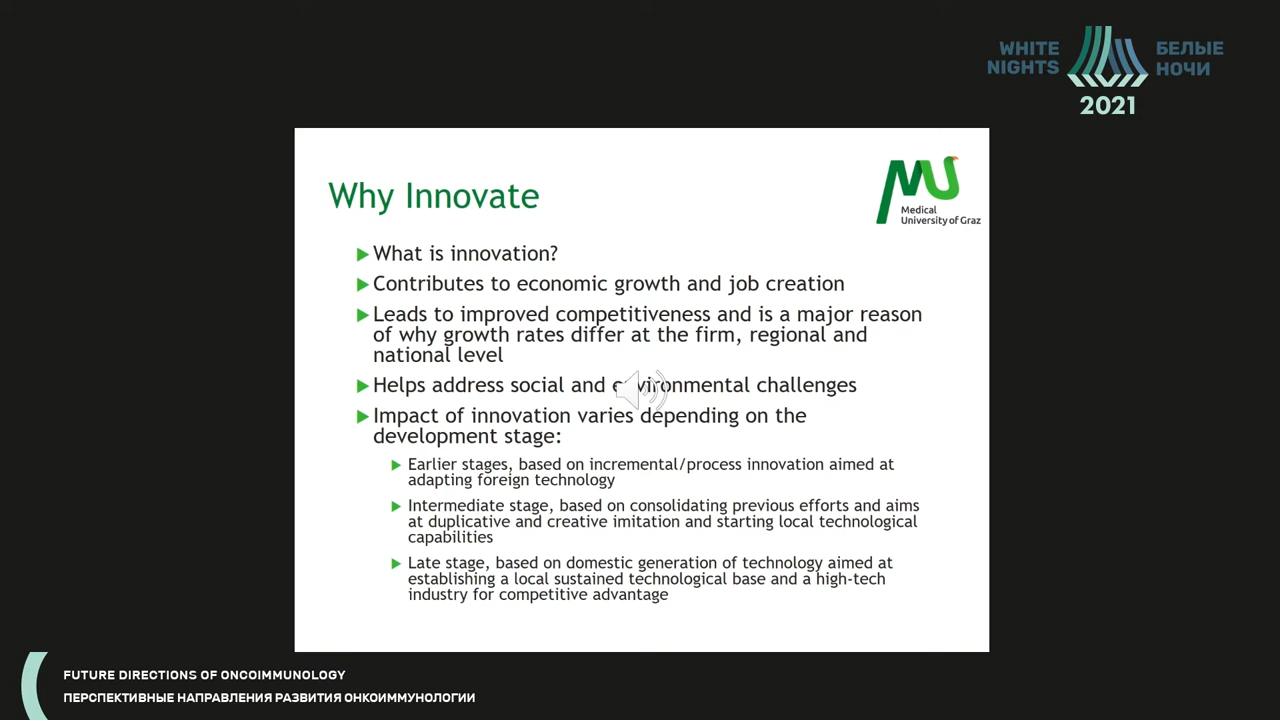 WHITE NIGHTS
БЕЛЫЕ НОЧИ
2021
Why Innovate
Medical
University of Graz
What is innovation?
Contributes to economic growth and job creation
Leads to improved competitiveness and is a major reason
of why growth rates differ at the firm, regional and
national level
Helps address social and environmental challenges
Impact of innovation varies depending on the
development stage:
Earlier stages, based on incremental/process innovation aimed at
adapting foreign technology
Intermediate stage, based on consolidating previous efforts and aims
at duplicative and creative imitation and starting local technological
capabilities
Late stage, based on domestic generation of technology aimed at
establishing a local sustained technological base and a high-tech
industry for competitive advantage
FUTURE DIRECTIONS OF ONCOIMMUNOLOGY
ПЕРСПЕКТИВНЫЕ НАПРАВЛЕНИЯ РАЗВИТИЯ ОНКОИММУНОЛОГИИ